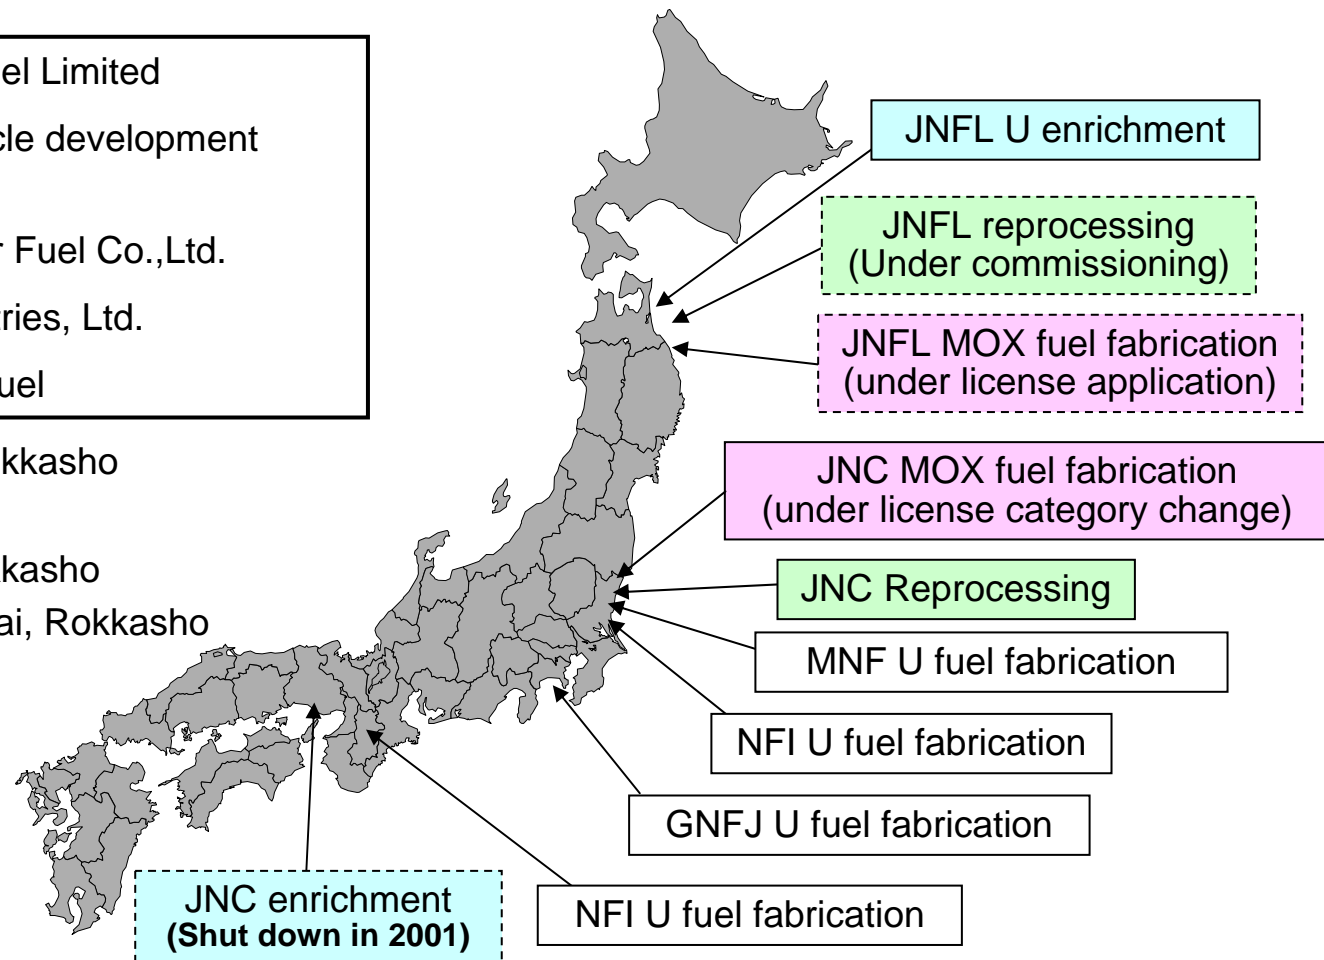 el Limited
cle development
r Fuel Co.,Ltd.
tries, Ltd.
uel
kkasho
kasho
ai, Rokkasho
JNFL U enrichment
JNFL reprocessing
(Under commissioning)
JNFL MOX fuel fabrication
(under license application)
JNC MOX fuel fabrication
(under license category change)
JNC Reprocessing
MNF U fuel fabrication
NFI U fuel fabrication
GNFJ U fuel fabrication
NFI U fuel fabrication
JNC enrichment
(Shut down in 2001)